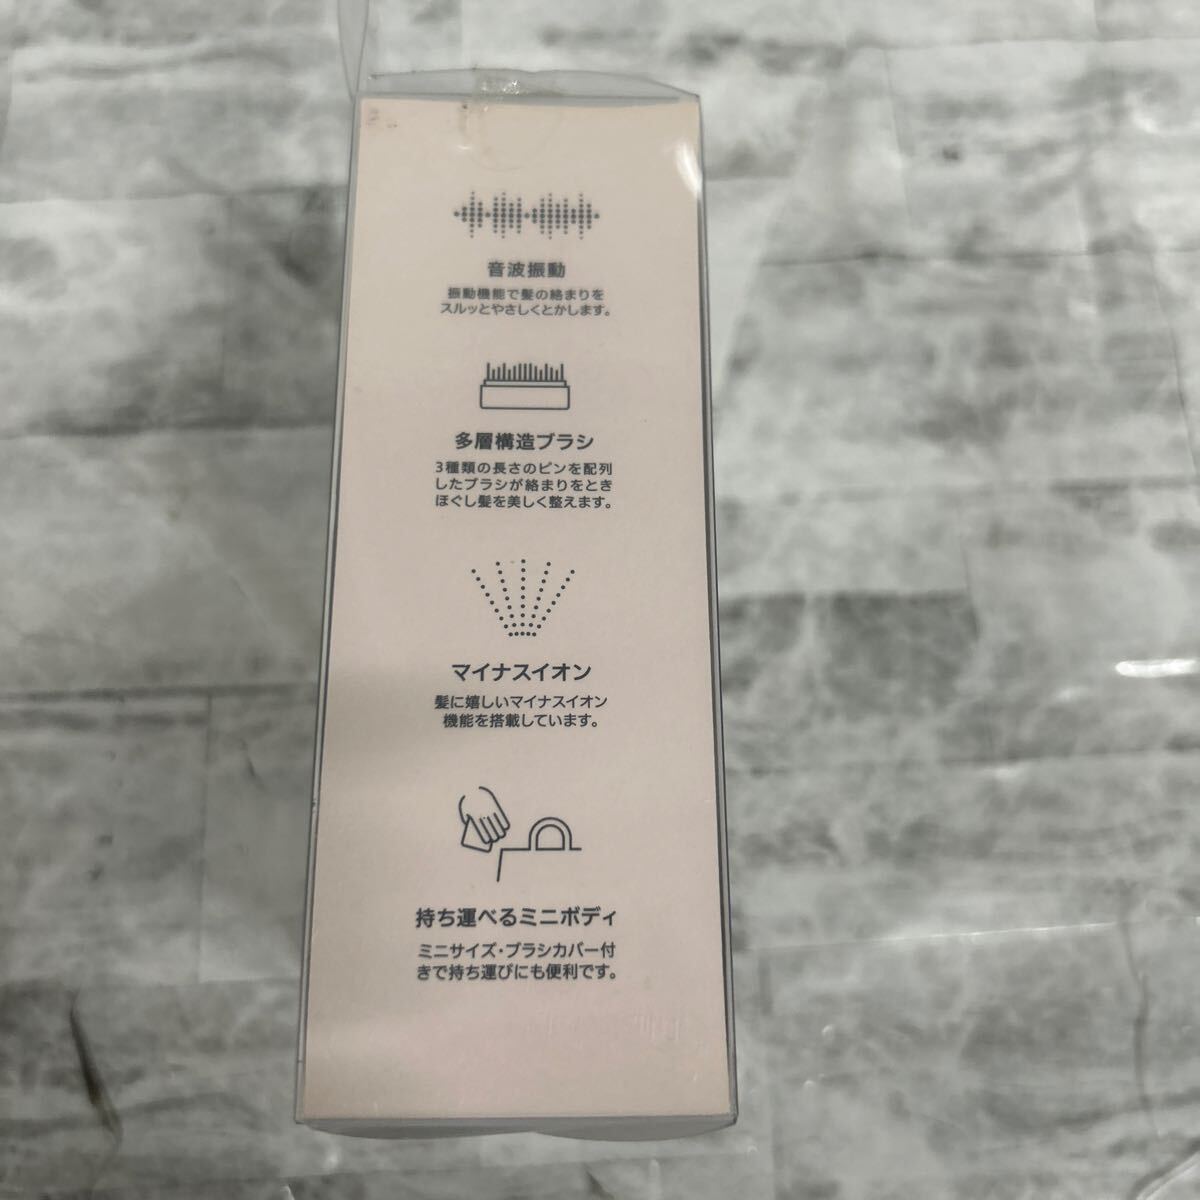 音波振動
振動機能で髪の絡まりを
スルッとやさしくとかします。
多層構造ブラシ
3種類の長さのピンを配列
したブラシが絡まりをとき
ほぐし髪を美しく整えます。
マイナスイオン
髪に嬉しいマイナスイオン
機能を搭載しています。
持ち運べるミニボディ
ミニサイズ・ブラシカバー付
きで持ち運びにも便利です。